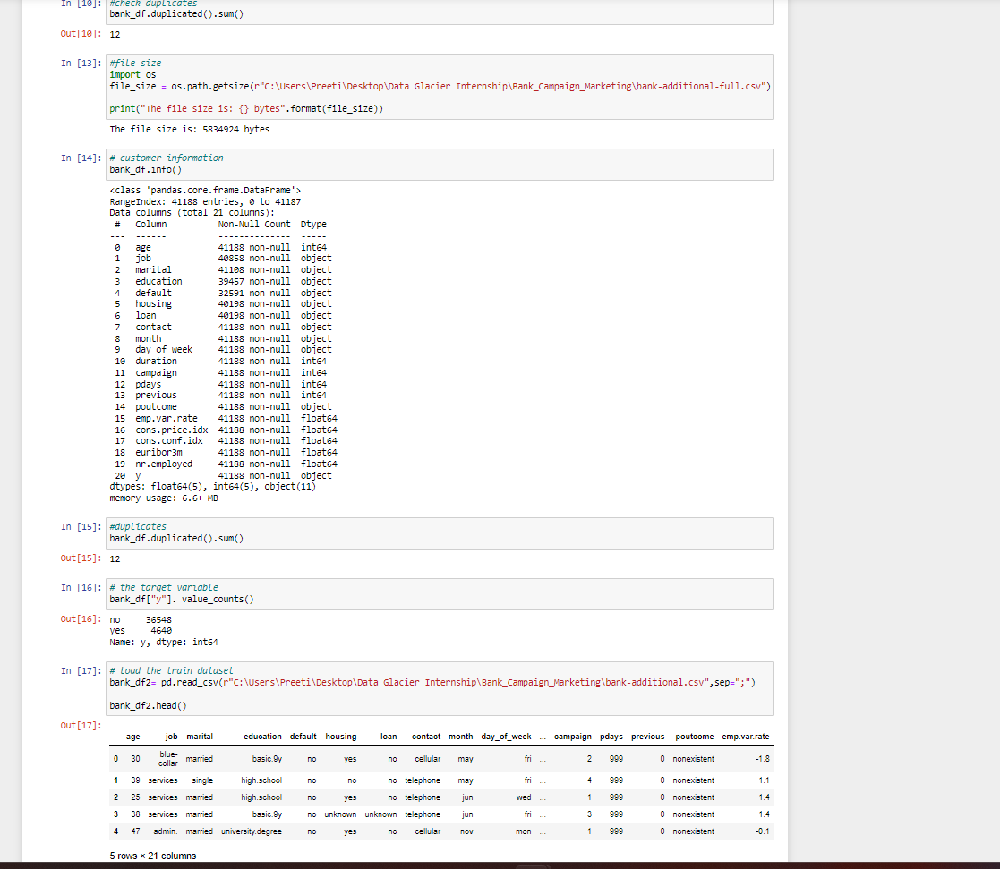 In [10]: #check duplicates
bank_df.duplicated().sum()
Out[10]: 12
In [13]: #file size
import os
file_size = os.path.getsize(r"C:\Users\Preeti\Desktop\Data Glacier Internship\Bank_Campaign_Marketing\bank-additional-full.csv")
print("The file size is: {} bytes".format(file_size))
The file size is: 5834924 bytes
In [14]: # customer information
bank_df.info()
<class 'pandas.core.frame.DataFrame'>
RangeIndex: 41188 entries, 0 to 41187
Data columns (total 21 columns):
# Column Non-Null Count Dtype
--- ------ -------------- -----
0 age 41188 non-null int64
1 job 40858 non-null object
2 marital 41108 non-null object
3 education 39457 non-null object
4 default 32591 non-null object
5 housing 40198 non-null object
6 loan 40198 non-null object
7 contact 41188 non-null object
8 month 41188 non-null object
9 day_of_week 41188 non-null object
10 duration 41188 non-null int64
11 campaign 41188 non-null int64
12 pdays 41188 non-null int64
13 previous 41188 non-null int64
14 poutcome 41188 non-null object
15 emp.var.rate 41188 non-null float64
16 cons.price.idx 41188 non-null float64
17 cons.conf.idx 41188 non-null float64
18 euribor3m 41188 non-null float64
19 nr.employed 41188 non-null float64
20 y 41188 non-null object
dtypes: float64(5), int64(5), object(11)
memory usage: 6.6+ MB
In [15]: #duplicates
bank_df.duplicated().sum()
Out[15]: 12
In [16]: # the target variable
bank_df["y"]. value_counts()
Out[16]: no 36548
yes 4640
Name: y, dtype: int64
In [17]: # Load the train dataset
bank_df2= pd.read_csv(r"C:\Users\Preeti\Desktop\Data Glacier Internship\Bank_Campaign_Marketing\bank-additional.csv",sep=";")
bank_df2.head()
Out[17]:
age job marital education default housing loan contact month day_of_week ... campaign pdays previous poutcome emp.var.rate
0 30 blue-collar married basic.9y no yes no cellular may fri ... 2 999 0 nonexistent -1.8
1 39 services single high.school no no no telephone may fri ... 4 999 0 nonexistent 1.1
2 25 services married high.school no yes no telephone jun wed ... 1 999 0 nonexistent 1.4
3 38 services married basic.9y no unknown unknown telephone jun fri ... 3 999 0 nonexistent 1.4
4 47 admin. married university.degree no yes no cellular nov mon ... 1 999 0 nonexistent -0.1
5 rows × 21 columns